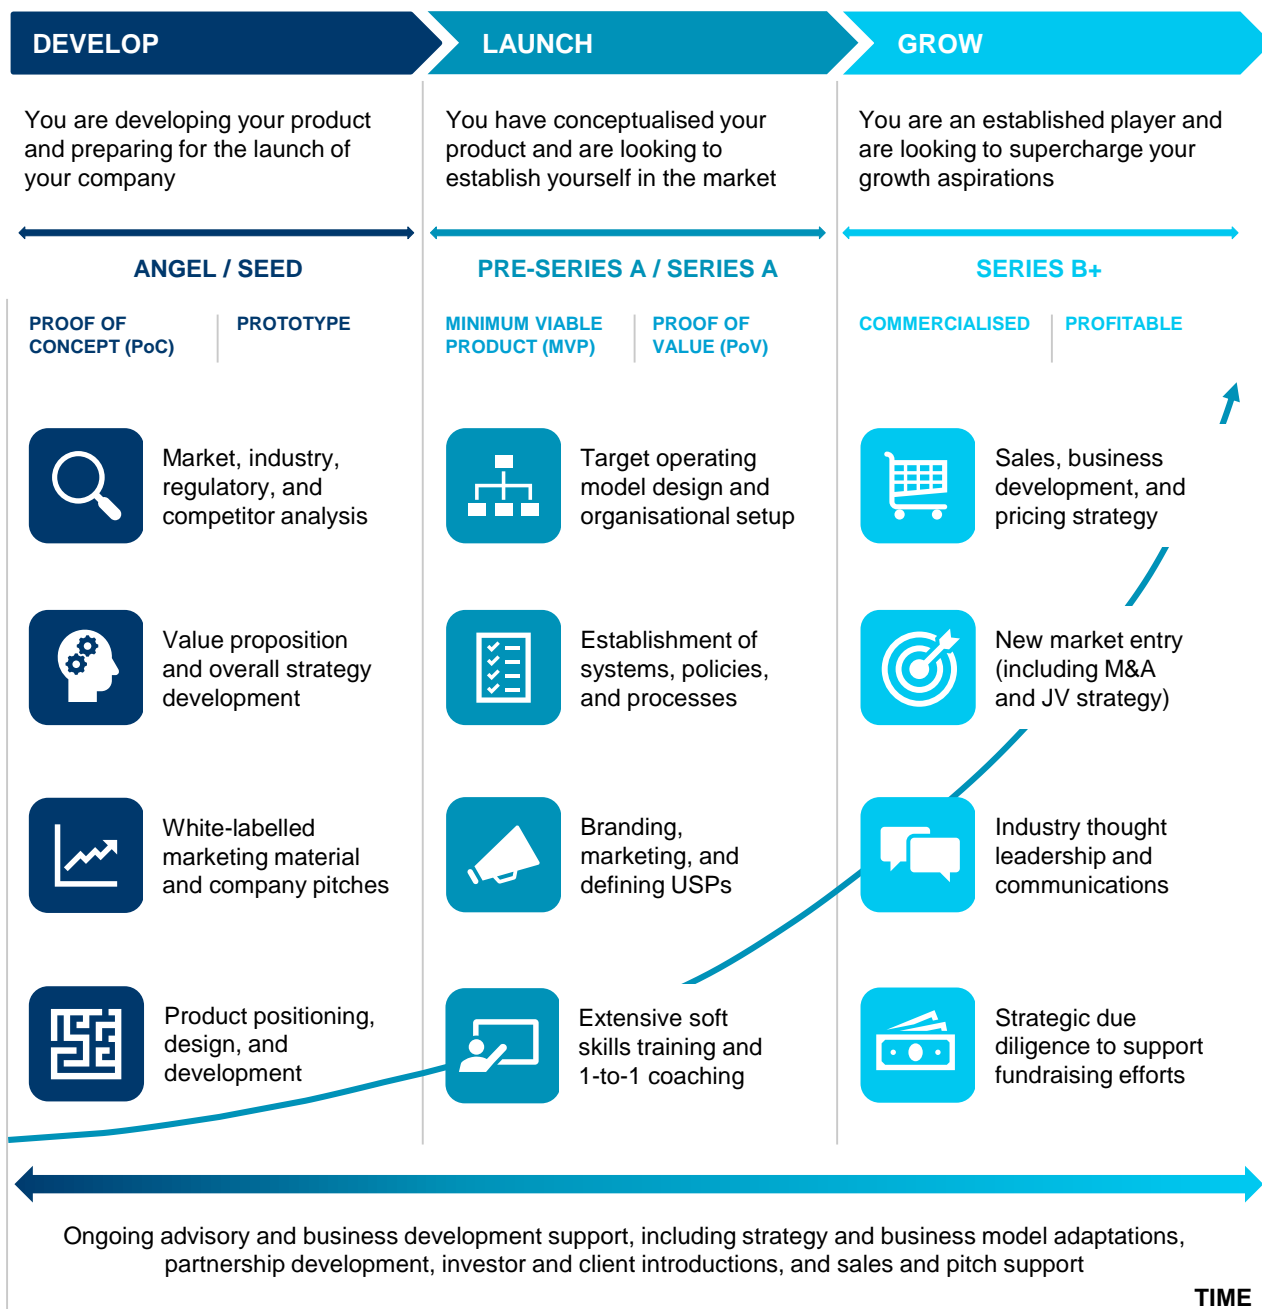 DEVELOP
LAUNCH
GROW
You are developing your product
and preparing for the launch of
your company
You have conceptualised your
product and are looking to
establish yourself in the market
You are an established player and
are looking to supercharge your
growth aspirations
ANGEL / SEED
PRE-SERIES A / SERIES A
SERIES B+
PROOF OF
CONCEPT (PoC)
PROTOTYPE
MINIMUM VIABLE
PRODUCT (MVP)
PROOF OF
VALUE (PoV)
COMMERCIALISED
PROFITABLE
Market, industry,
regulatory, and
competitor analysis
Target operating
model design and
organisational setup
Sales, business
development, and
pricing strategy
Value proposition
and overall strategy
development
Establishment of
systems, policies,
and processes
New market entry
(including M&A
and JV strategy)
White-labelled
marketing material
and company pitches
Branding,
marketing, and
defining USPs
Industry thought
leadership and
communications
Product positioning,
design, and
development
Extensive soft
skills training and
1-to-1 coaching
Strategic due
diligence to support
fundraising efforts
Ongoing advisory and business development support, including strategy and business model adaptations,
partnership development, investor and client introductions, and sales and pitch support
TIME